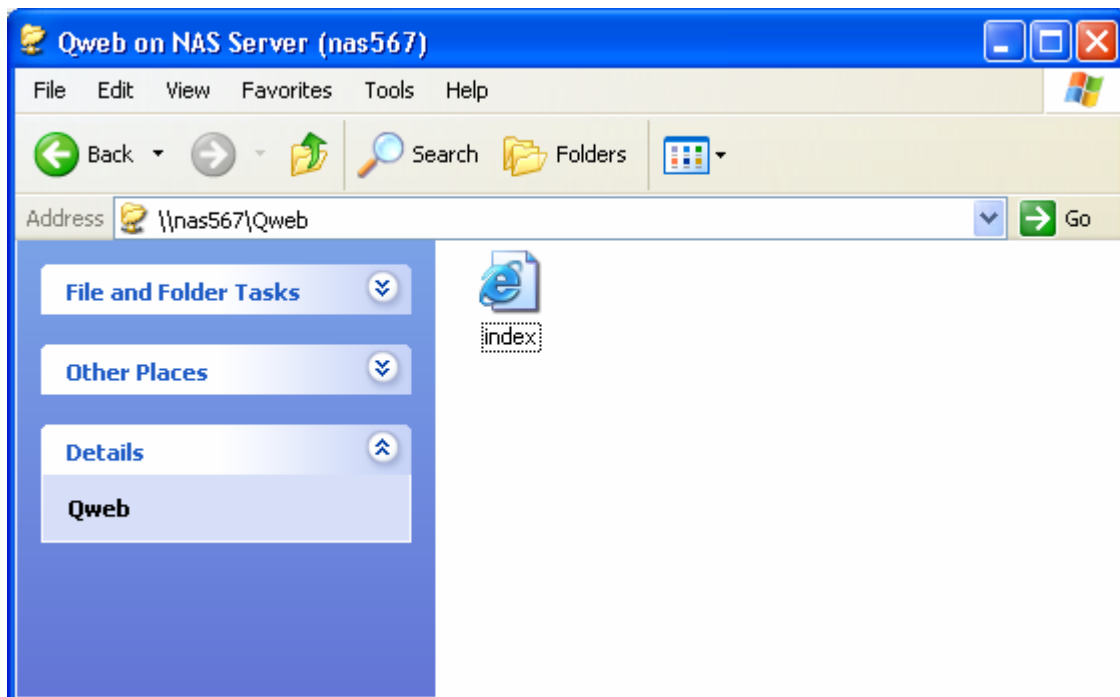 Qweb on NAS Server (nas567)
File Edit View Favorites Tools Help
Back Search Folders
Address \\nas567\Qweb Go
File and Folder Tasks
index
Other Places
Details
Qweb